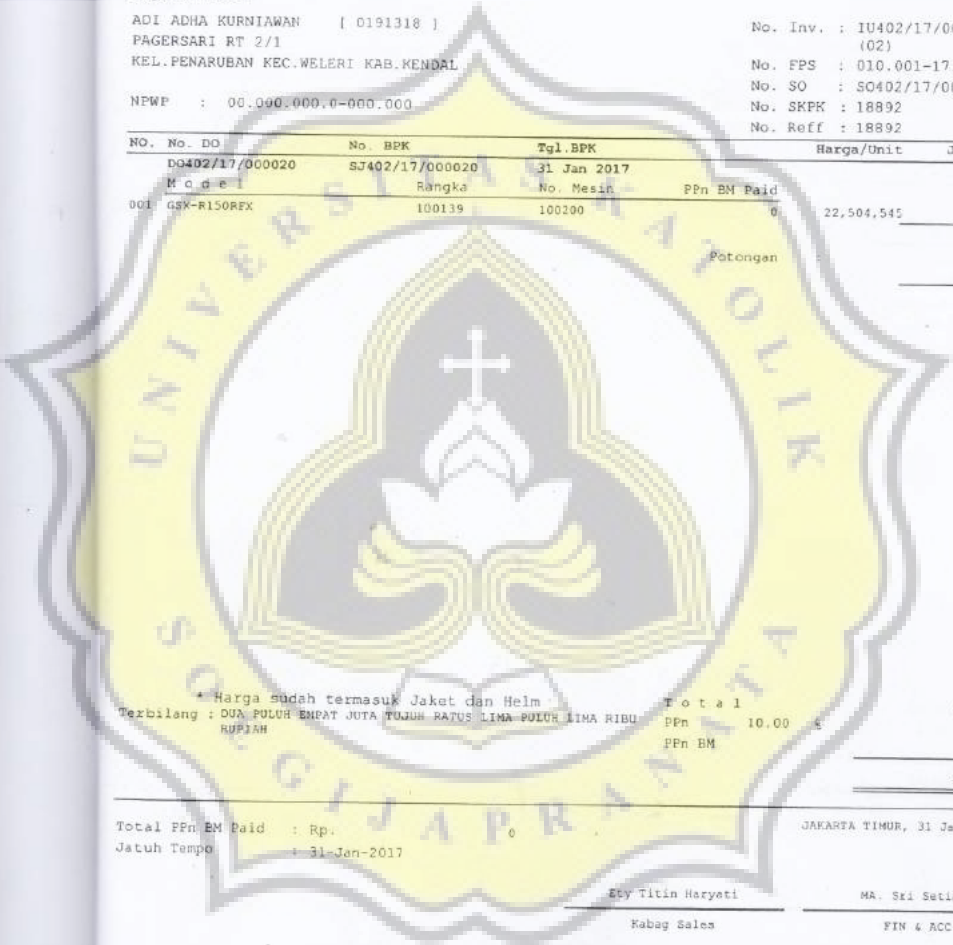 ADI ADHA KURNIAWAN [ 0191318 ]
PAGERSARI RT 2/1
KEL.PENARUBAN KEC.WELERI KAB.KENDAL
NPWP : 00.000.000.0-000.000
No. Inv. : IU402/17/00
(02)
No. FPS : 010.001-17
No. SO : SO402/17/00
No. SKPK : 18892
No. Reff : 18892
NO. No. DO No. BPK Tgl.BPK Harga/Unit J
DO402/17/000020 SJ402/17/000020 31 Jan 2017
M o d e l Rangka No. Mesin PPn BM Paid
001 GSX-R150RFX 100139 100200 0 22,504,545
Potongan :
UNIVERSITAS KATOLIK
SOEGIJAPRANATA
* Harga sudah termasuk Jaket dan Helm
Terbilang : DUA PULUH EMPAT JUTA TUJUH RATUS LIMA PULUH LIMA RIBU
RUPIAH
T o t a l
PPn 10.00 %
PPn BM
Total PPn BM Paid : Rp. 0 .
Jatuh Tempo : 31-Jan-2017
JAKARTA TIMUR, 31 Ja
Ety Titin Haryati MA. Sri Seti
Kabag Sales FIN & ACC